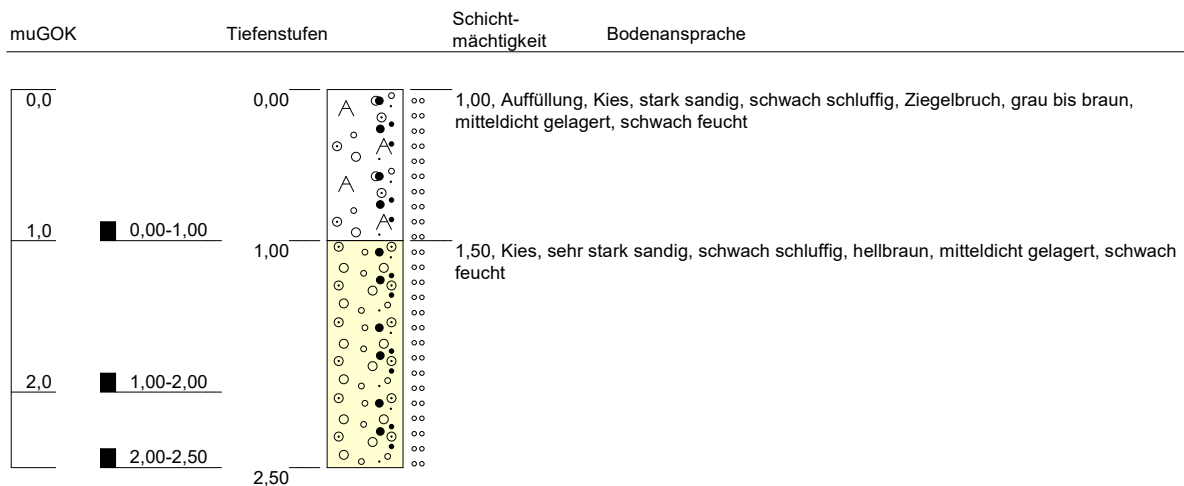 muGOK Tiefenstufen Schicht-
mächtigkeit Bodenansprache
0,0 0,00 1,00, Auffüllung, Kies, stark sandig, schwach schluffig, Ziegelbruch, grau bis braun,
mitteldicht gelagert, schwach feucht
1,0 0,00-1,00 1,00 1,50, Kies, sehr stark sandig, schwach schluffig, hellbraun, mitteldicht gelagert, schwach
feucht
2,0 1,00-2,00
2,00-2,50
2,50